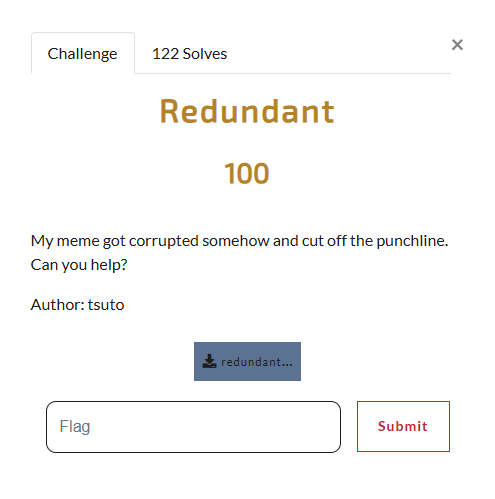 Challenge
122 Solves
×
Redundant
100
My meme got corrupted somehow and cut off the punchline.
Can you help?
Author: tsuto
redundant...
Flag
Submit